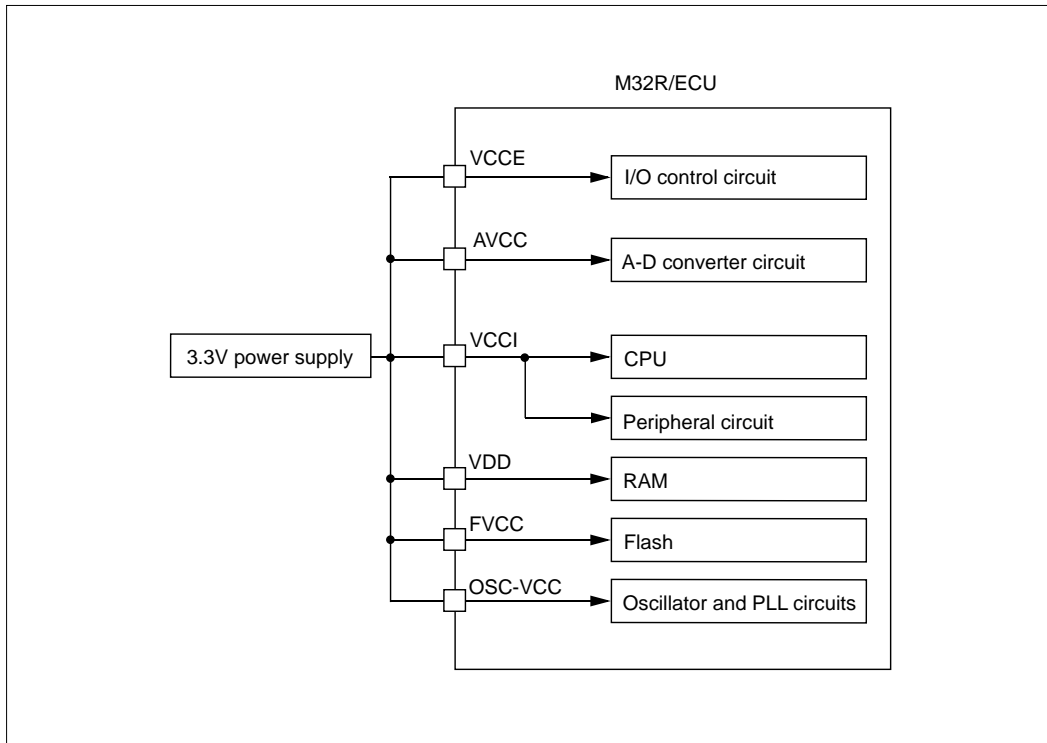 M32R/ECU
VCCE
I/O control circuit
AVCC
A-D converter circuit
3.3V power supply
VCCI
CPU
Peripheral circuit
VDD
RAM
FVCC
Flash
OSC-VCC
Oscillator and PLL circuits